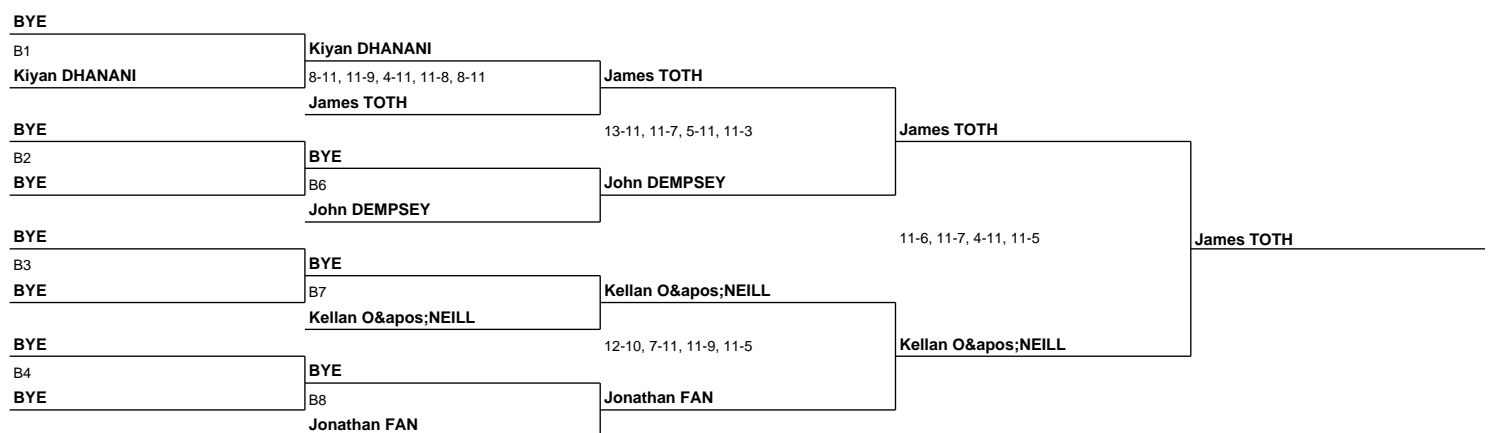 BYE
B1
Kiyan DHANANI
BYE
B2
BYE
BYE
B3
BYE
BYE
B4
BYE
Kiyan DHANANI
8-11, 11-9, 4-11, 11-8, 8-11
James TOTH
BYE
B6
John DEMPSEY
BYE
B7
Kellan O&apos;NEILL
BYE
B8
Jonathan FAN
James TOTH
13-11, 11-7, 5-11, 11-3
John DEMPSEY
Kellan O&apos;NEILL
12-10, 7-11, 11-9, 11-5
Jonathan FAN
James TOTH
11-6, 11-7, 4-11, 11-5
Kellan O&apos;NEILL
James TOTH